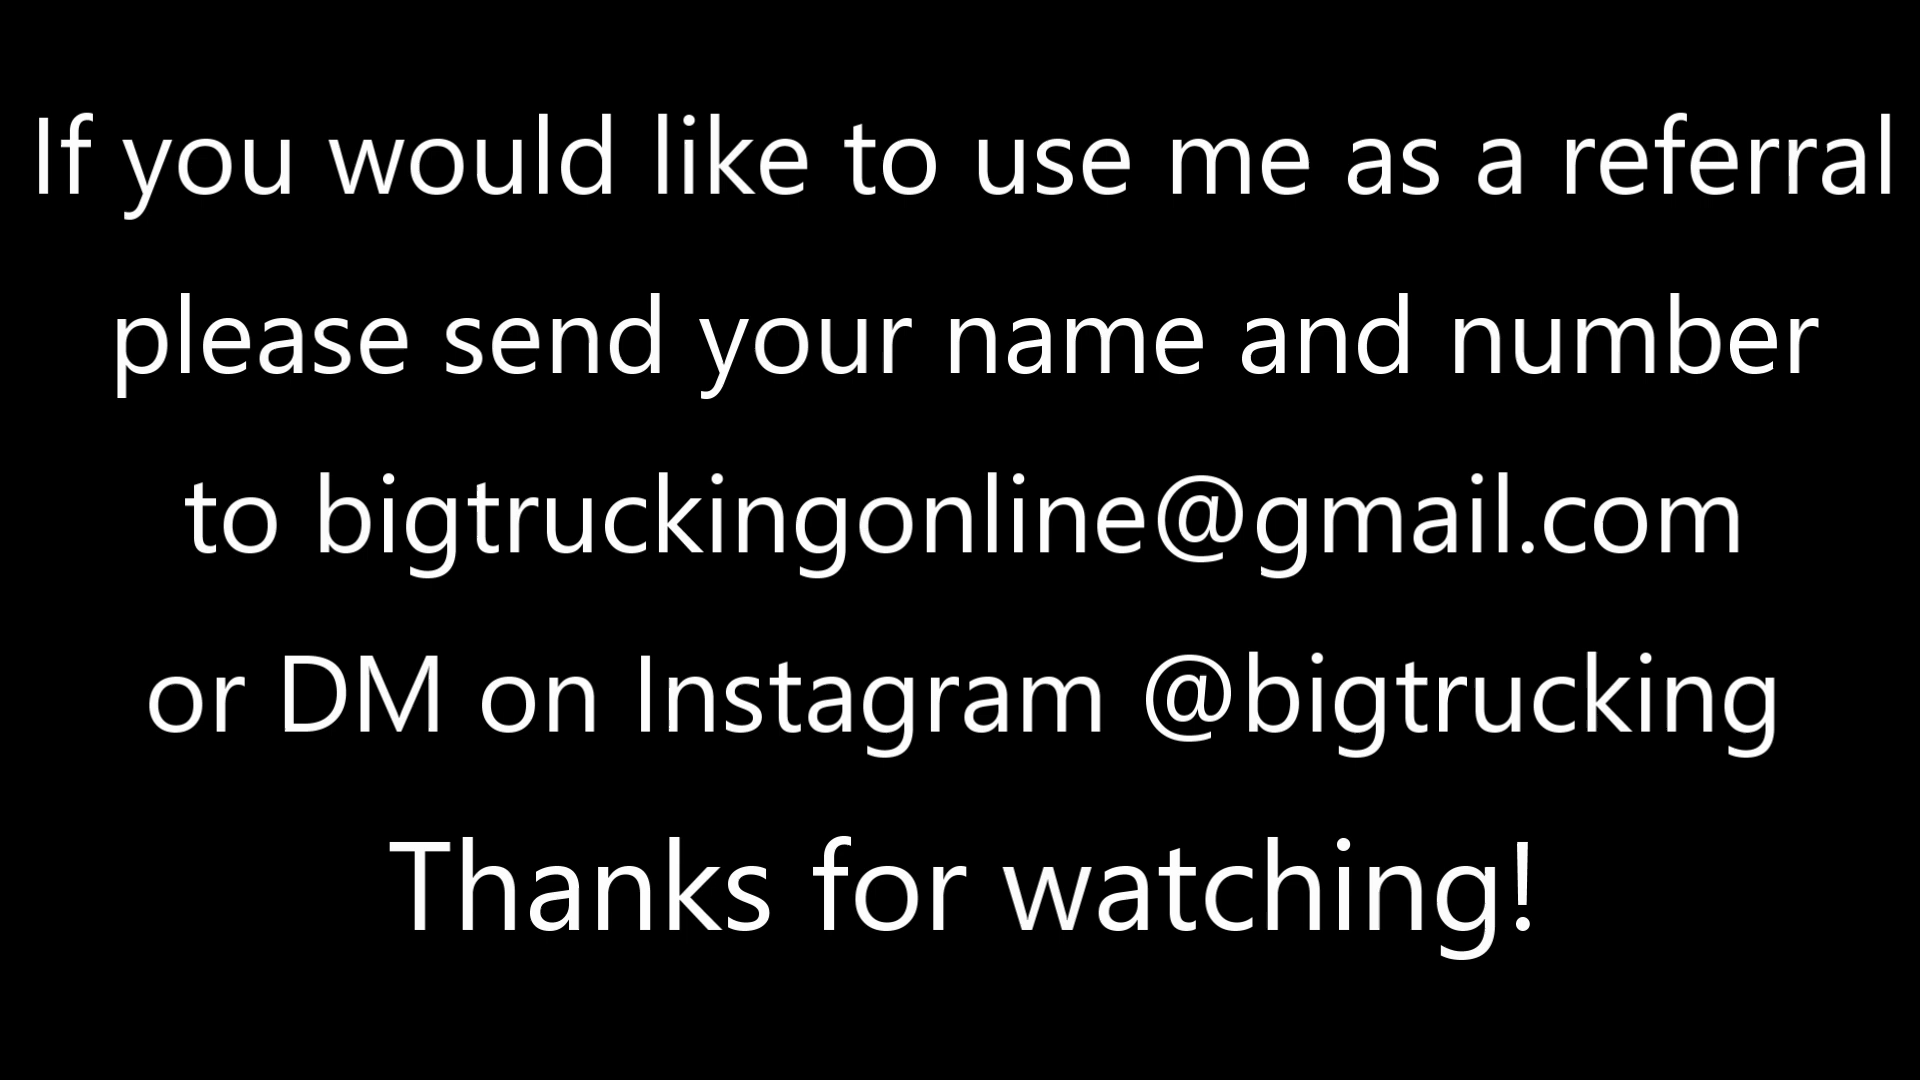 If you would like to use me as a referral
please send your name and number
to bigtruckingonline@gmail.com
or DM on Instagram @bigtrucking
Thanks for watching!